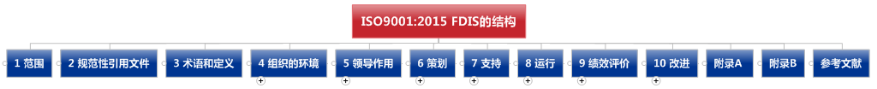 ISO9001:2015 FDIS的结构
1 范围
2 规范性引用文件
3 术语和定义
4 组织的环境
5 领导作用
6 策划
7 支持
8 运行
9 绩效评价
10 改进
附录A
附录B
参考文献